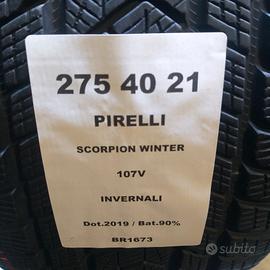 275 40 21
PIRELLI
SCORPION WINTER
107V
INVERNALI
Dot.2019 / Bat.90%
BR1673
subito